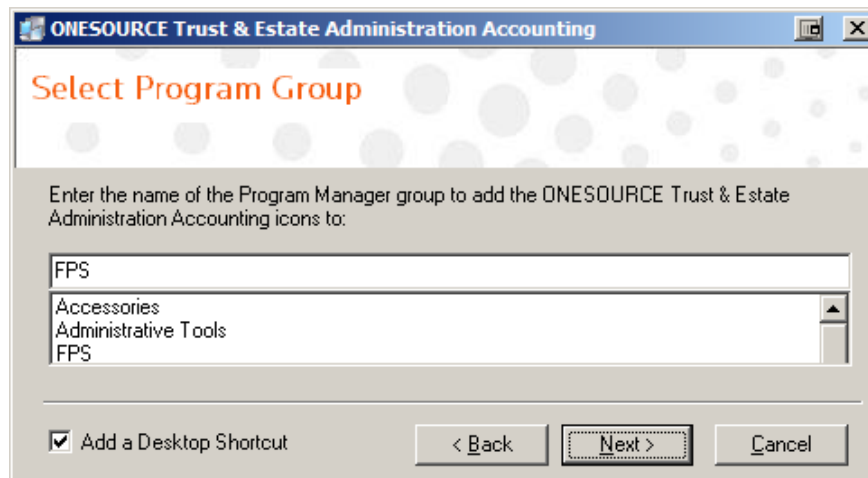 ONESOURCE Trust & Estate Administration Accounting
Select Program Group
Enter the name of the Program Manager group to add the ONESOURCE Trust & Estate
Administration Accounting icons to:
FPS
Accessories
Administrative Tools
FPS
Add a Desktop Shortcut
< Back
Next >
Cancel